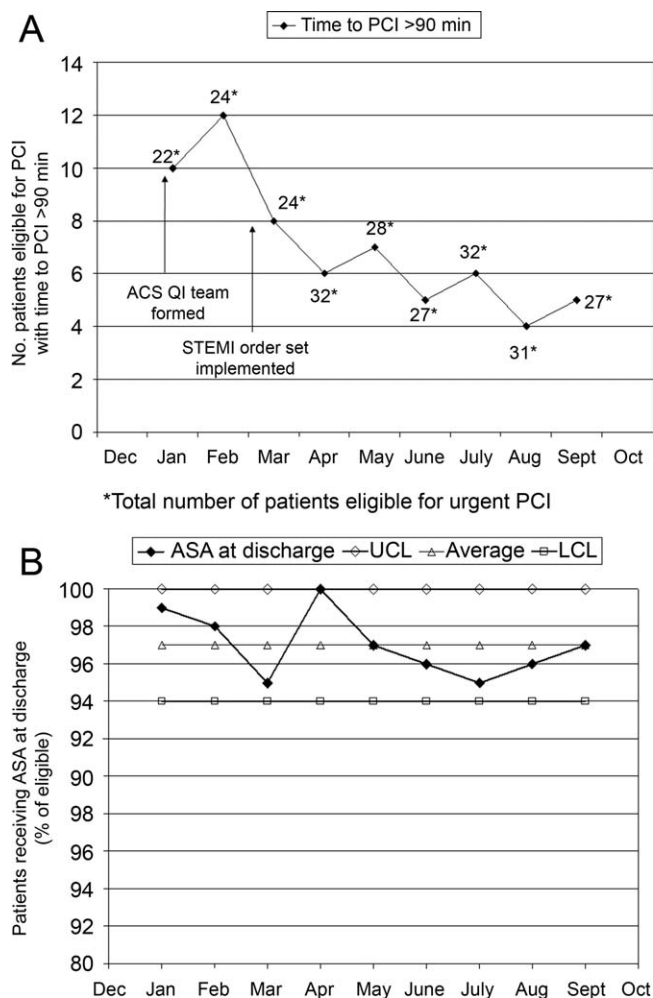 A
Time to PCI >90 min
No. patients eligible for PCI
with time to PCI >90 min
14
12
10
8
6
4
2
0
22*
24*
24*
32*
28*
27*
32*
31*
27*
ACS QI team
formed
STEMI order set
implemented
Dec Jan Feb Mar Apr May June July Aug Sept Oct
*Total number of patients eligible for urgent PCI
B
ASA at discharge UCL Average LCL
Patients receiving ASA at discharge
(% of eligible)
100
98
96
94
92
90
94
96
94
80
Dec Jan Feb Mar Apr May June July Aug Sept Oct